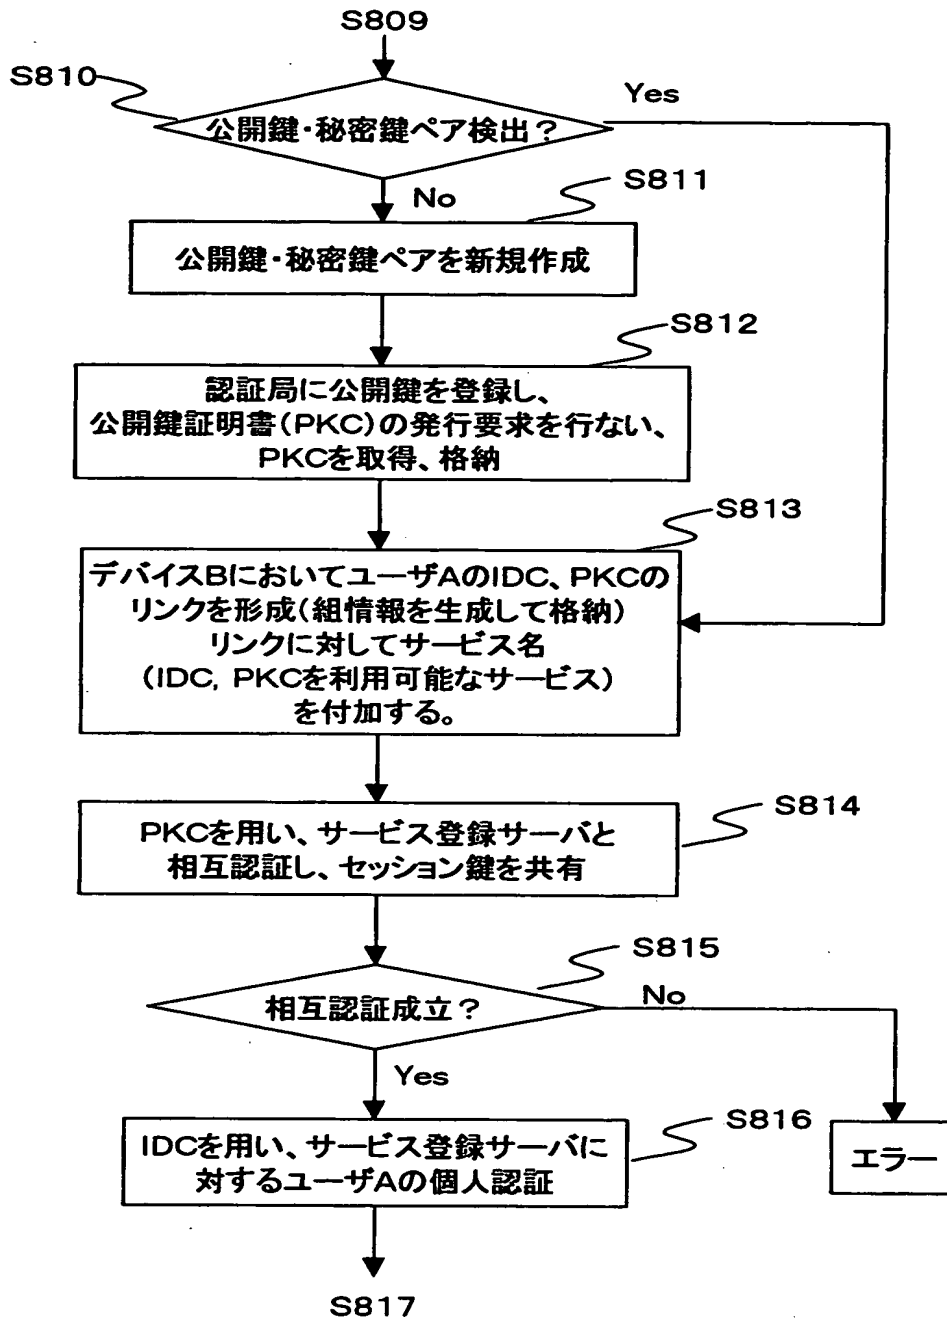 S809
S810
公開鍵・秘密鍵ペア検出？
Yes
No
S811
公開鍵・秘密鍵ペアを新規作成
S812
認証局に公開鍵を登録し、
公開鍵証明書(PKC)の発行要求を行ない、
PKCを取得、格納
S813
デバイスBにおいてユーザAのIDC、PKCの
リンクを形成(組情報を生成して格納)
リンクに対してサービス名
(IDC, PKCを利用可能なサービス)
を付加する。
S814
PKCを用い、サービス登録サーバと
相互認証し、セッション鍵を共有
S815
相互認証成立？
No
Yes
S816
IDCを用い、サービス登録サーバに
対するユーザAの個人認証
エラー
S817